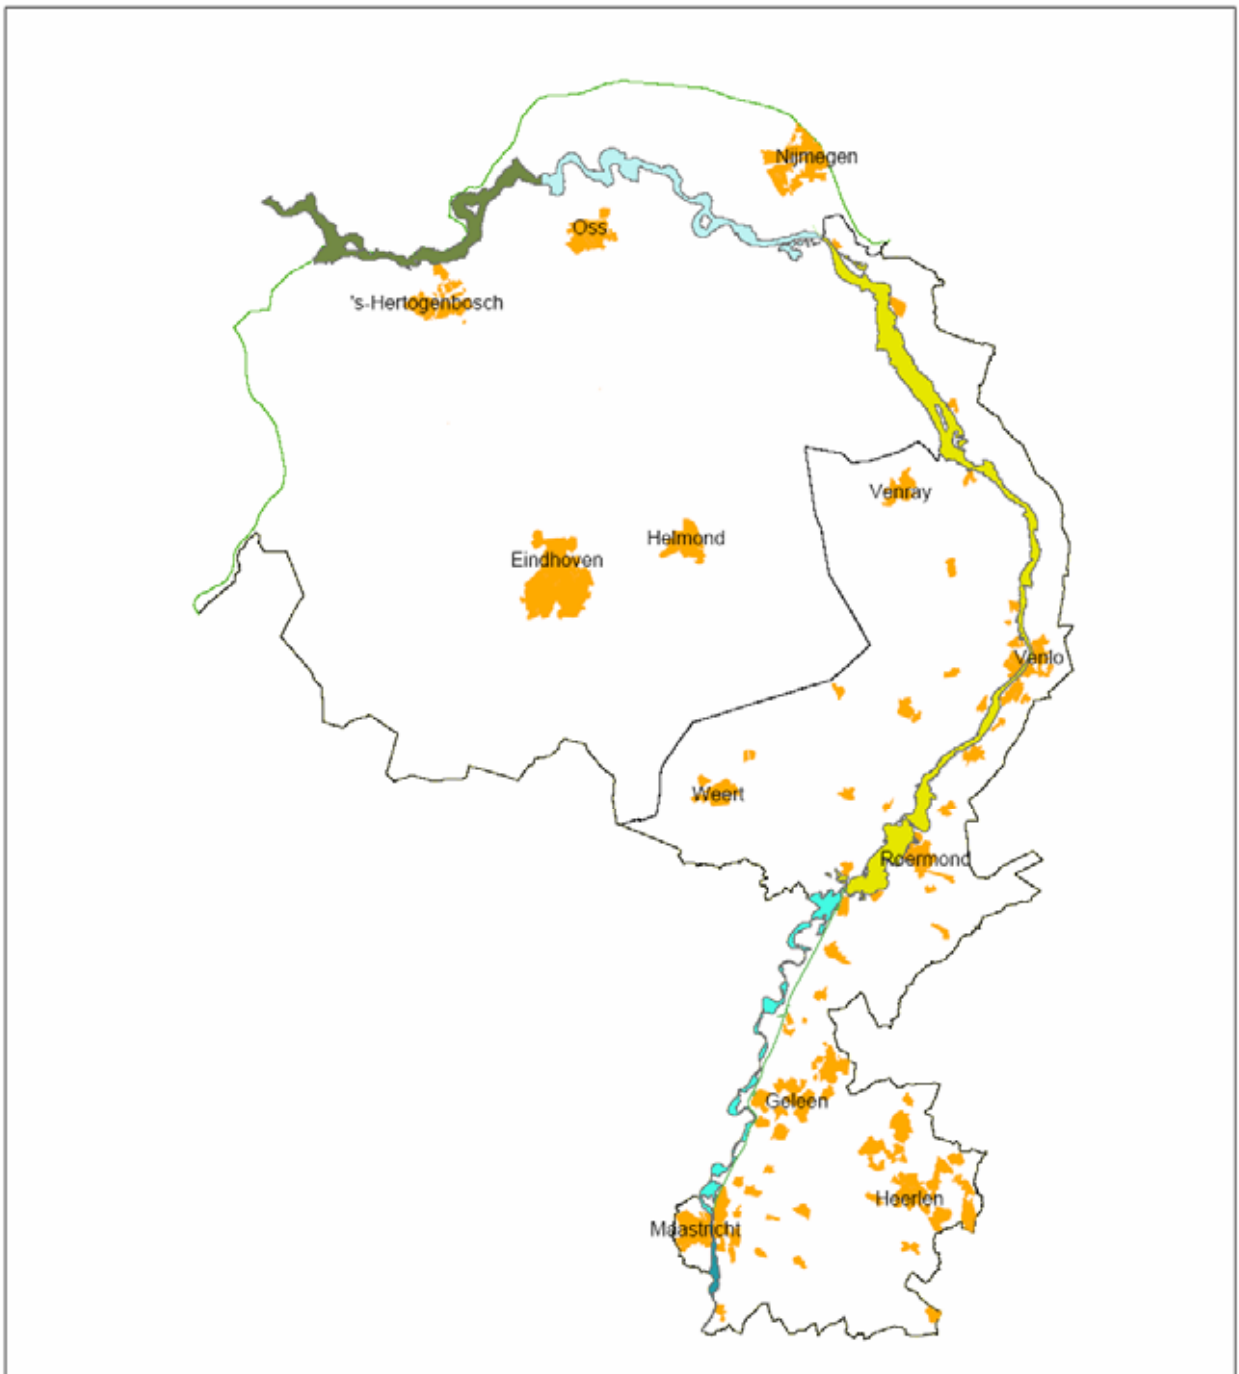 Nijmegen
Oss
's-Hertogenbosch
Venray
Helmond
Eindhoven
Venlo
Weert
Roermond
Geleen
Heerlen
Maastricht